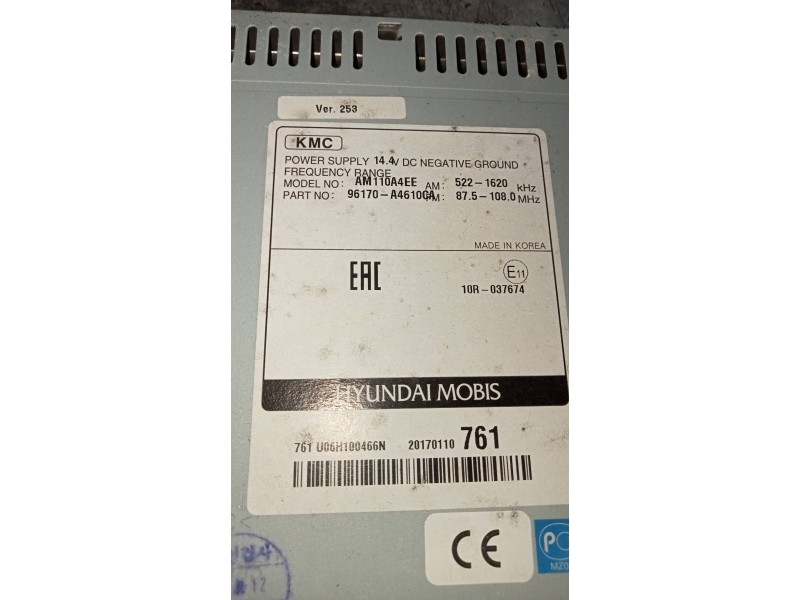 Ver. 253
KMC
POWER SUPPLY 14.4V DC NEGATIVE GROUND
FREQUENCY RANGE
MODEL NO: AM110A4EE AM: 522-1620 kHz
PART NO: 96170-A4610CA FM: 87.5-108.0 MHz
MADE IN KOREA
EAC E11
10R-037674
HYUNDAI MOBIS
761 U06H100466N 20170110 761
CE